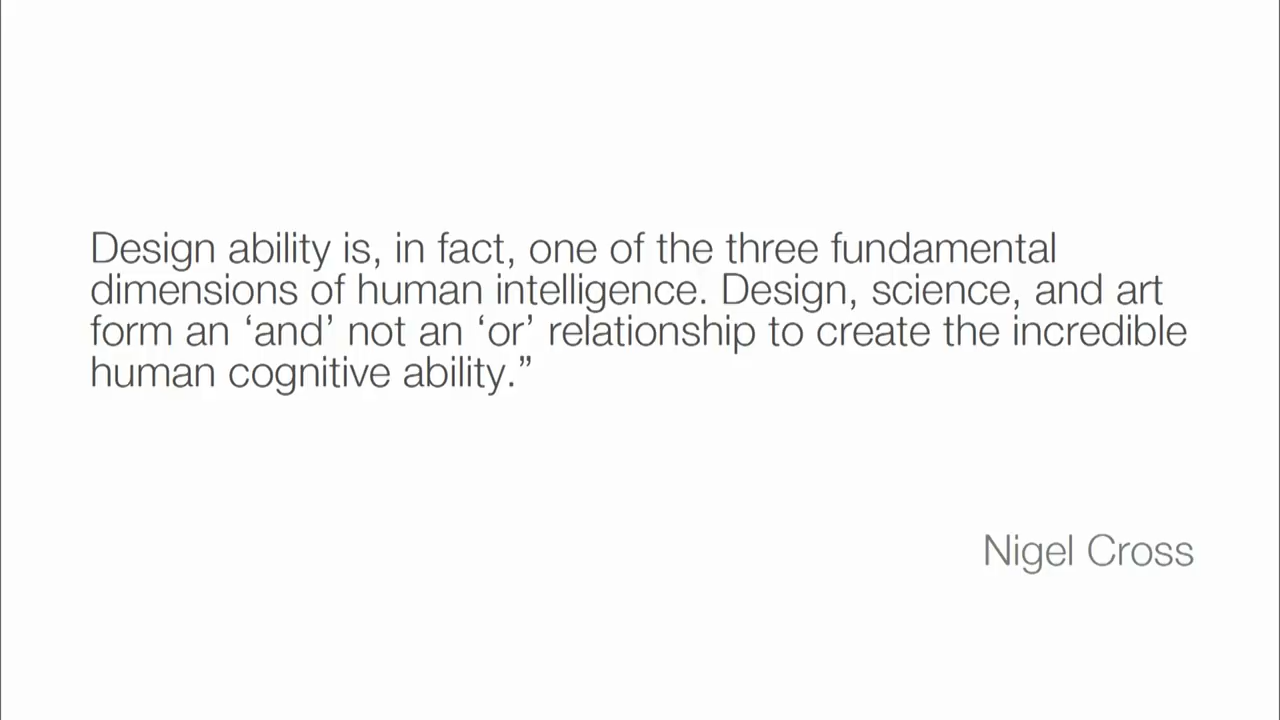 Design ability is, in fact, one of the three fundamental
dimensions of human intelligence. Design, science, and art
form an ‘and’ not an ‘or’ relationship to create the incredible
human cognitive ability.”
Nigel Cross